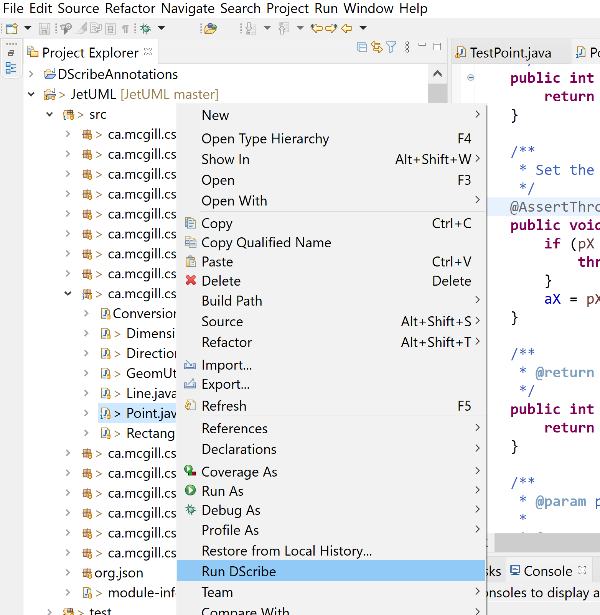 File Edit Source Refactor Navigate Search Project Run Window Help
Project Explorer
TestPoint.java
DScribeAnnotations
> JetUML [JetUML master]
> src
> ca.mcgill.cs
> ca.mcgill.cs
> ca.mcgill.cs
> ca.mcgill.cs
> ca.mcgill.cs
> ca.mcgill.cs
> ca.mcgill.cs
> ca.mcgill.cs
> ca.mcgill.cs
Conversion
> Dimensi
> Direction
> GeomUt
> Line.java
> Point.jav
> Rectang
> ca.mcgill.cs
> ca.mcgill.cs
> ca.mcgill.cs
> ca.mcgill.cs
> ca.mcgill.cs
> ca.mcgill.cs
org.json
> module-inf
> test
New
Open Type Hierarchy F4
Show In Alt+Shift+W
Open F3
Open With
Copy Ctrl+C
Copy Qualified Name
Paste Ctrl+V
Delete Delete
Build Path
Source Alt+Shift+S
Refactor Alt+Shift+T
Import...
Export...
Refresh F5
References
Declarations
Coverage As
Run As
Debug As
Profile As
Restore from Local History...
Run DScribe
Team
Compare With
public int
return
}
/**
* Set the
*/
@AssertThro
public void
if (pX
thr
}
aX = pX
}
/**
* @return
*/
public int
return
}
/**
* @param p
*
sks Console
onsoles to display a